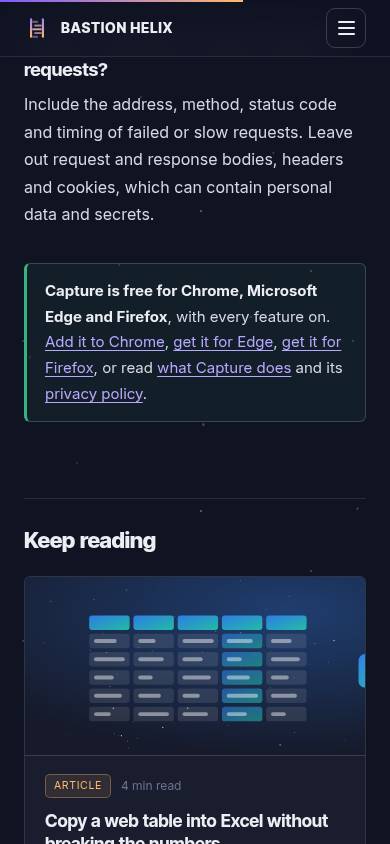 BASTION HELIX
requests?
Include the address, method, status code
and timing of failed or slow requests. Leave
out request and response bodies, headers
and cookies, which can contain personal
data and secrets.
Capture is free for Chrome, Microsoft
Edge and Firefox, with every feature on.
Add it to Chrome, get it for Edge, get it for
Firefox, or read what Capture does and its
privacy policy.
Keep reading
ARTICLE 4 min read
Copy a web table into Excel without
breaking the numbers